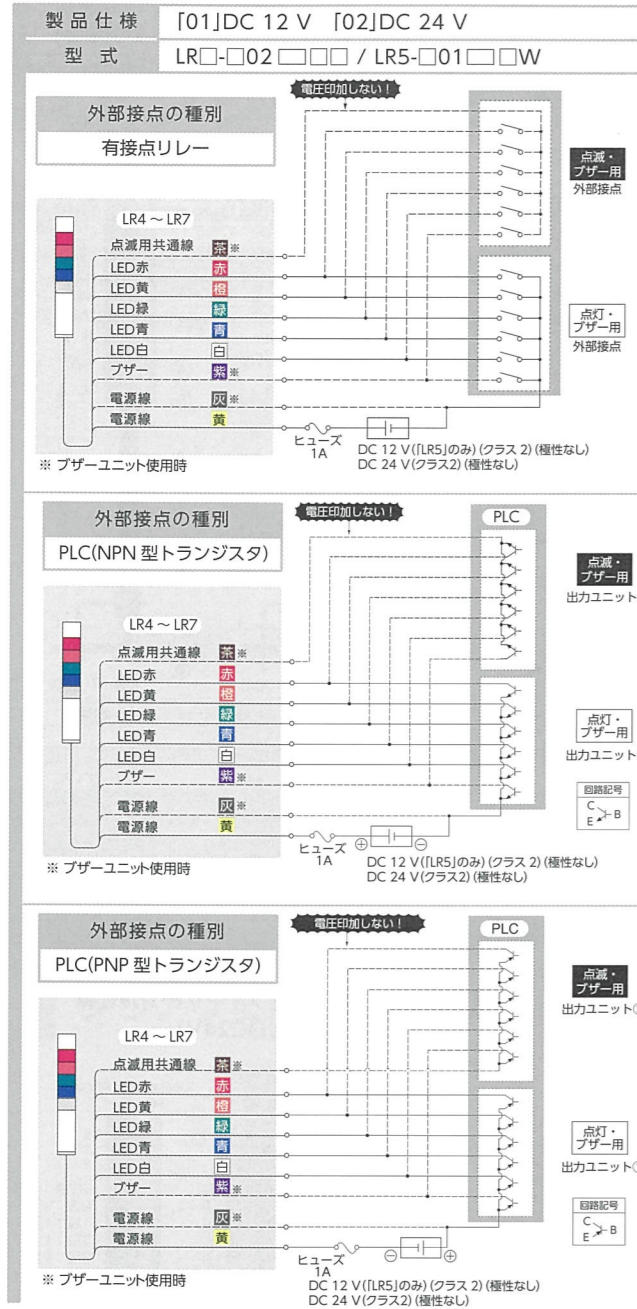 製品仕様 「01」DC 12 V 「02」DC 24 V
型式 LR□-□02□□□ / LR5-□01□□W
外部接点の種別
有接点リレー
電圧印加しない！
点滅・
ブザー用
外部接点
点灯・
ブザー用
外部接点
LR4 ～ LR7
点滅用共通線 茶※
LED赤 赤
LED黄 橙
LED緑 緑
LED青 青
LED白 白
ブザー 紫※
電源線 灰※
電源線 黄
ヒューズ
1A
DC 12 V(「LR5」のみ) (クラス 2) (極性なし)
DC 24 V(クラス2) (極性なし)
※ ブザーユニット使用時
外部接点の種別
PLC(NPN 型トランジスタ)
電圧印加しない！
PLC
点滅・
ブザー用
出力ユニット
点灯・
ブザー用
出力ユニット
回路記号
C
B
E
LR4 ～ LR7
点滅用共通線 茶※
LED赤 赤
LED黄 橙
LED緑 緑
LED青 青
LED白 白
ブザー 紫※
電源線 灰※
電源線 黄
ヒューズ
1A
⊕ ⊖
DC 12 V(「LR5」のみ) (クラス 2) (極性なし)
DC 24 V(クラス2) (極性なし)
※ ブザーユニット使用時
外部接点の種別
PLC(PNP 型トランジスタ)
電圧印加しない！
PLC
点滅・
ブザー用
出力ユニット
点灯・
ブザー用
出力ユニット
回路記号
C
B
E
LR4 ～ LR7
点滅用共通線 茶※
LED赤 赤
LED黄 橙
LED緑 緑
LED青 青
LED白 白
ブザー 紫※
電源線 灰※
電源線 黄
ヒューズ
1A
⊖ ⊕
DC 12 V(「LR5」のみ) (クラス 2) (極性なし)
DC 24 V(クラス2) (極性なし)
※ ブザーユニット使用時